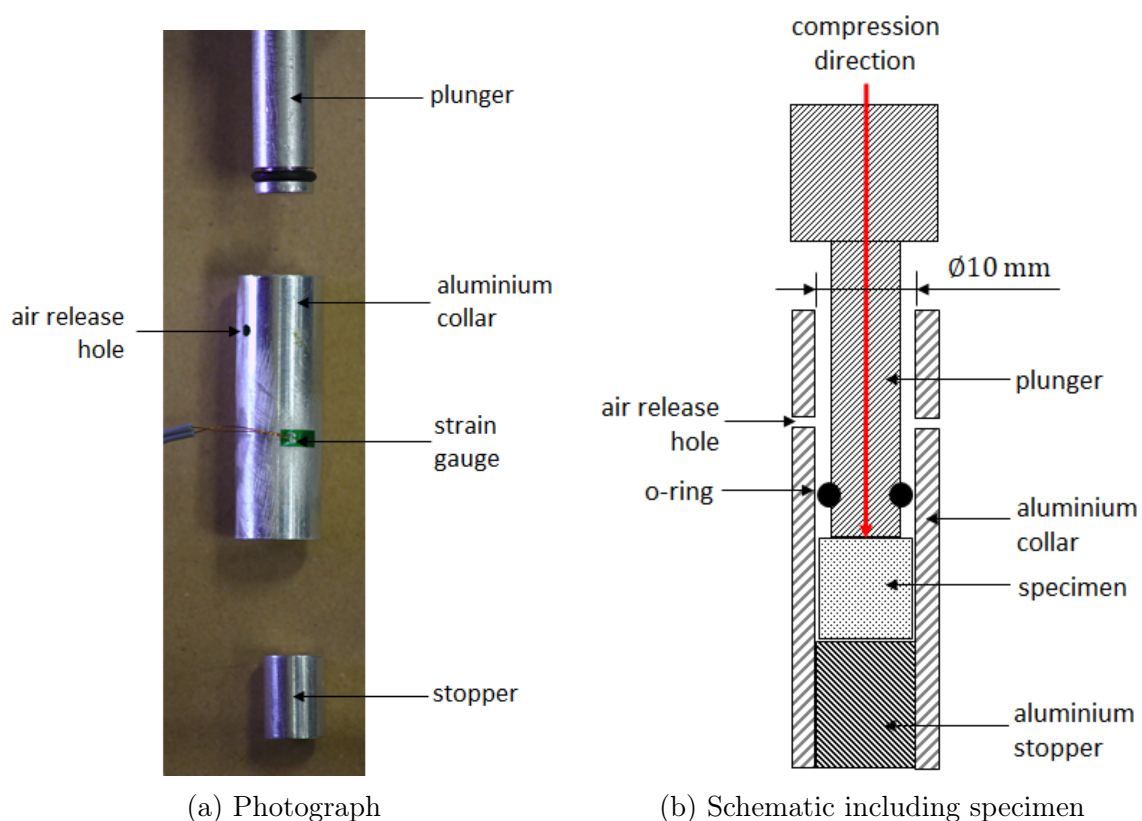 plunger
aluminium
collar
air release
hole
strain
gauge
stopper
(a) Photograph
compression
direction
Ø10 mm
plunger
air release
hole
o-ring
aluminium
collar
specimen
aluminium
stopper
(b) Schematic including specimen